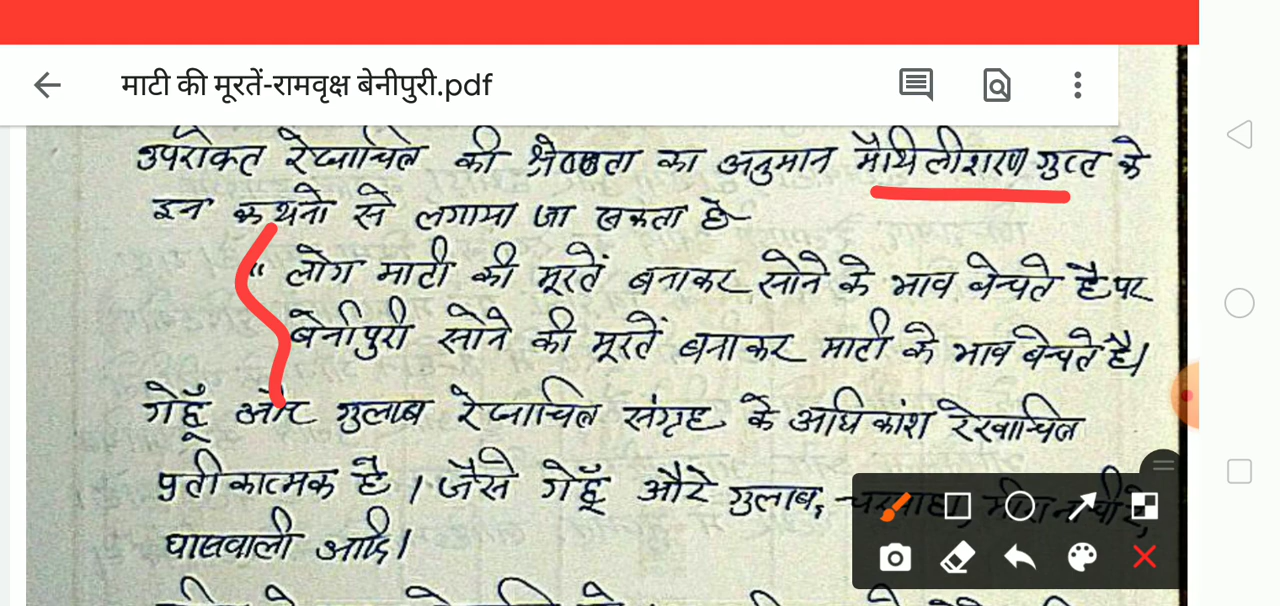 माटी की मूरतें-रामवृक्ष बेनीपुरी.pdf
उपरोक्त रेखाचित्र की श्रेष्ठता का अनुमान मैथिलीशरण गुप्त के
इन कथनो से लगाया जा सकता है
" लोग माटी की मूरतें बनाकर सोने के भाव बेचते है पर
बेनीपुरी सोने की मूरतें बनाकर माटी के भाव बेचते है।
गेहूँ और गुलाब रेखाचित्र संग्रह के अधिकांश रेखाचित्र
प्रतीकात्मक है । जैसे गेहूँ और गुलाब,
घासवाली आदि।